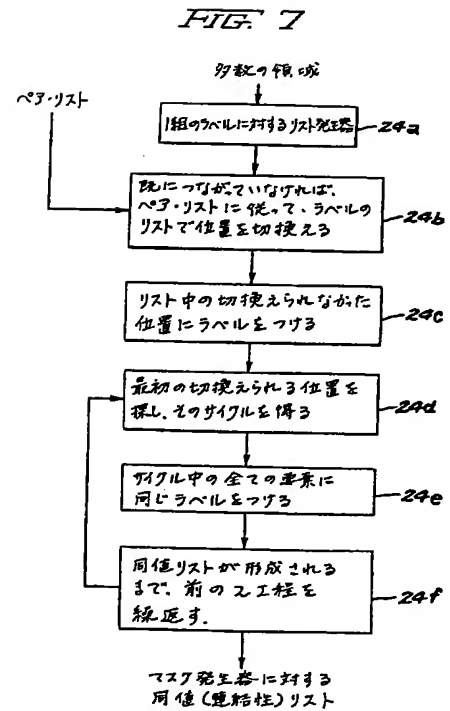 FIG. 7
多数の領域
ペア・リスト
1組のラベルに対するリスト発生器
24a
既につながっていなければ、
ペア・リストに従って、ラベルの
リストで位置を切換える
24b
リスト中の切換えられなかった
位置にラベルをつける
24c
最初の切換えられる位置を
探し、そのサイクルを得る
24d
サイクル中の全ての要素に
同じラベルをつける
24e
同値リストが形成される
まで、前の2工程を
繰返す.
24f
マスク発生器に対する
同値(連結性)リスト